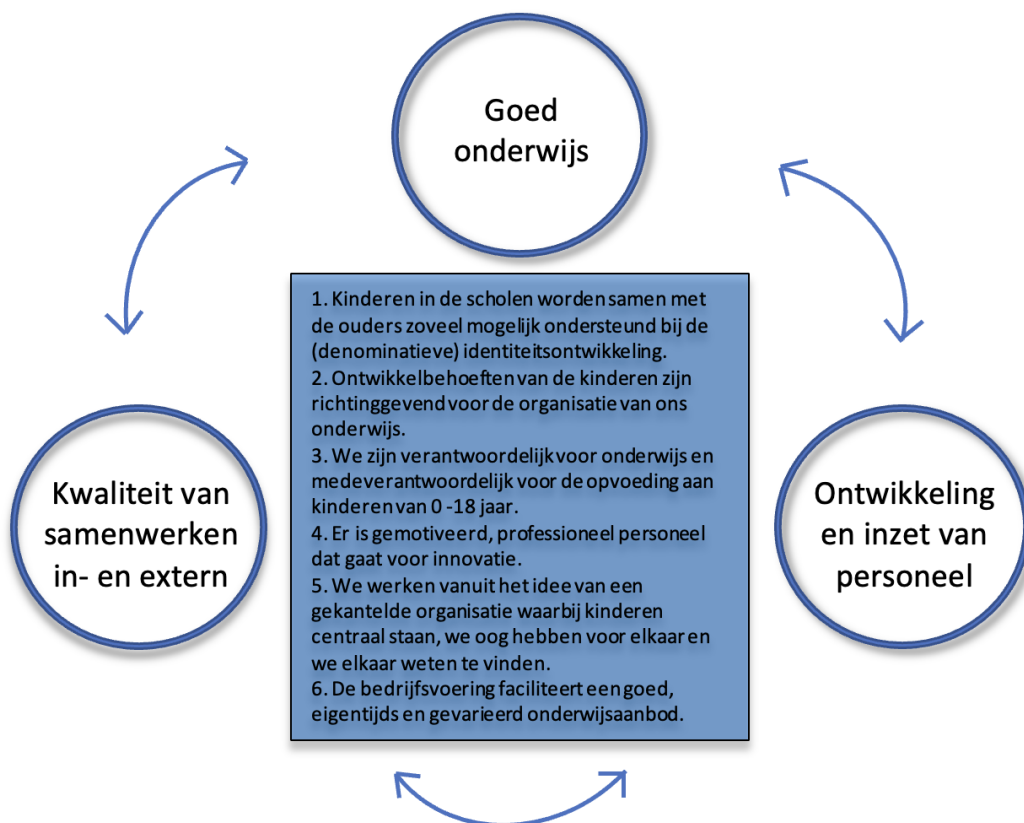 Goed
onderwijs
1. Kinderen in de scholen worden samen met
de ouders zoveel mogelijk ondersteund bij de
(denominatieve) identiteitsontwikkeling.
2. Ontwikkelbehoeften van de kinderen zijn
richtinggevend voor de organisatie van ons
onderwijs.
3. We zijn verantwoordelijk voor onderwijs en
medeverantwoordelijk voor de opvoeding aan
kinderen van 0 -18 jaar.
4. Er is gemotiveerd, professioneel personeel
dat gaat voor innovatie.
5. We werken vanuit het idee van een
gekantelde organisatie waarbij kinderen
centraal staan, we oog hebben voor elkaar en
we elkaar weten te vinden.
6. De bedrijfsvoering faciliteert een goed,
eigentijds en gevarieerd onderwijsaanbod.
Kwaliteit van
samenwerken
in- en extern
Ontwikkeling
en inzet van
personeel